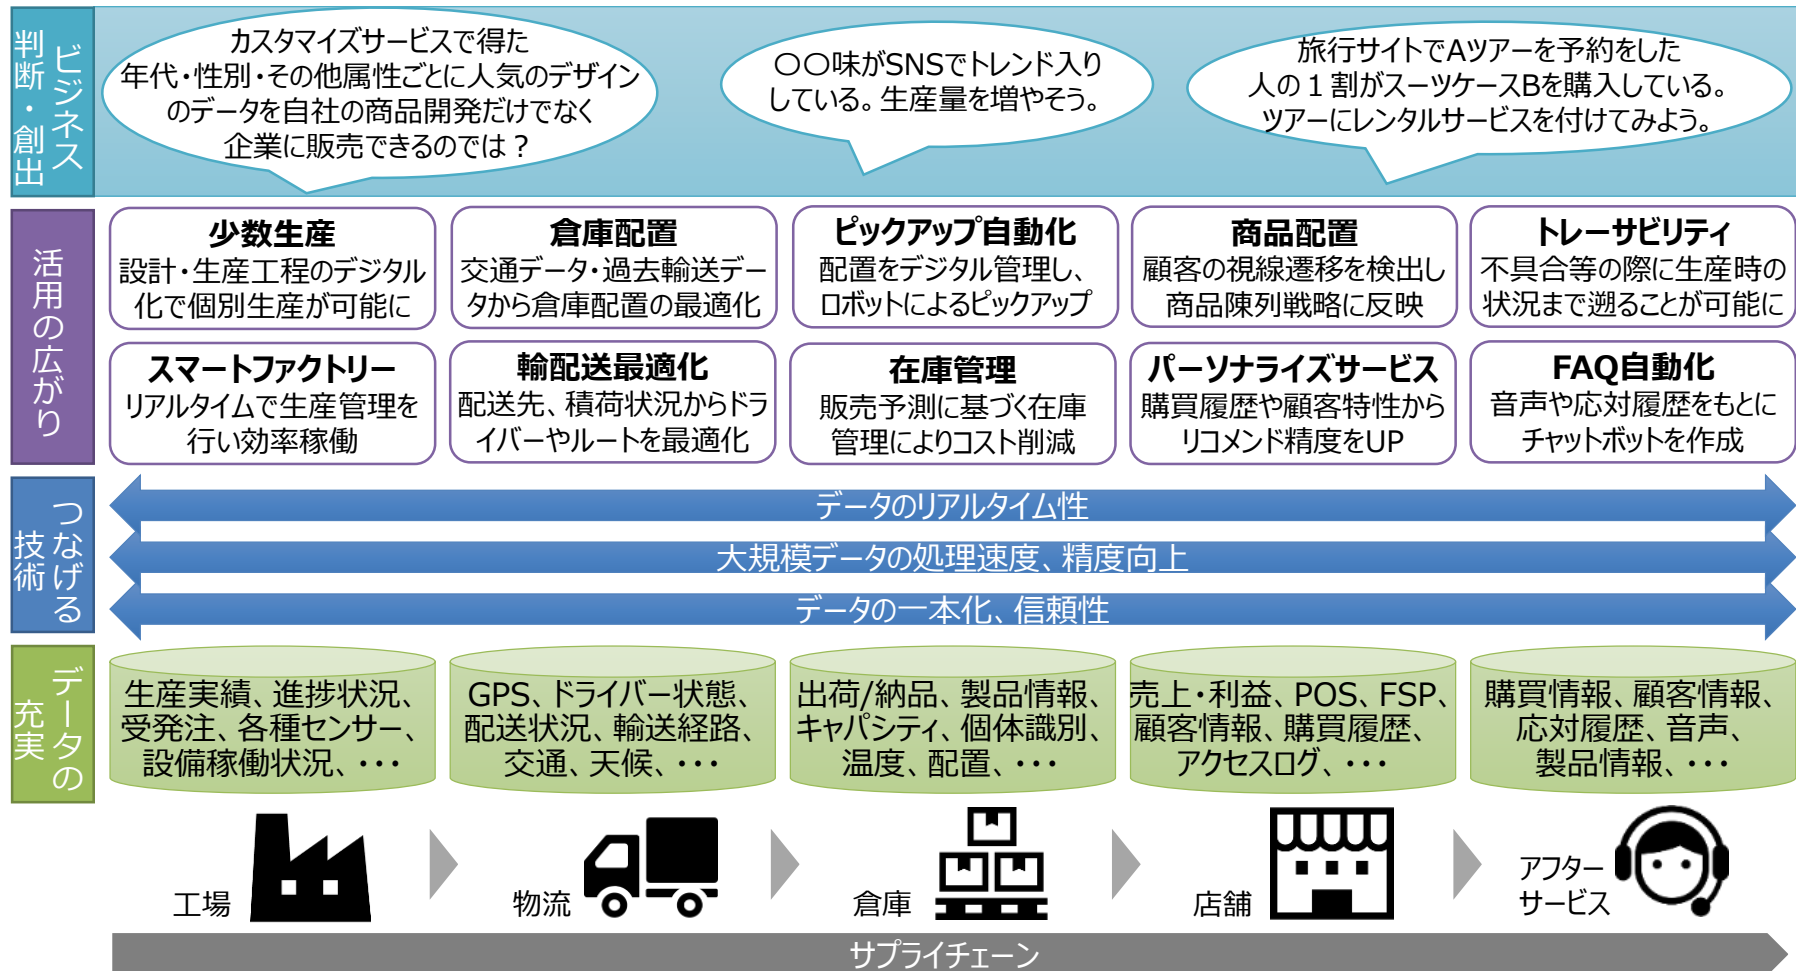 ビジネス
判断・創出
カスタマイズサービスで得た
年代・性別・その他属性ごとに人気のデザイン
のデータを自社の商品開発だけでなく
企業に販売できるのでは？
〇〇味がSNSでトレンド入り
している。生産量を増やそう。
旅行サイトでAツアーを予約をした
人の１割がスーツケースBを購入している。
ツアーにレンタルサービスを付けてみよう。
活用の広がり
少数生産
設計・生産工程のデジタル
化で個別生産が可能に
倉庫配置
交通データ・過去輸送デー
タから倉庫配置の最適化
ピックアップ自動化
配置をデジタル管理し、
ロボットによるピックアップ
商品配置
顧客の視線遷移を検出し
商品陳列戦略に反映
トレーサビリティ
不具合等の際に生産時の
状況まで遡ることが可能に
スマートファクトリー
リアルタイムで生産管理を
行い効率稼働
輸配送最適化
配送先、積荷状況からドラ
イバーやルートを最適化
在庫管理
販売予測に基づく在庫
管理によりコスト削減
パーソナライズサービス
購買履歴や顧客特性から
リコメンド精度をUP
FAQ自動化
音声や応対履歴をもとに
チャットボットを作成
つなげる
技術
データのリアルタイム性
大規模データの処理速度、精度向上
データの一本化、信頼性
データの
充実
生産実績、進捗状況、
受発注、各種センサー、
設備稼働状況、・・・
GPS、ドライバー状態、
配送状況、輸送経路、
交通、天候、・・・
出荷/納品、製品情報、
キャパシティ、個体識別、
温度、配置、・・・
売上・利益、POS、FSP、
顧客情報、購買履歴、
アクセスログ、・・・
購買情報、顧客情報、
応対履歴、音声、
製品情報、・・・
工場
物流
倉庫
店舗
アフター
サービス
サプライチェーン